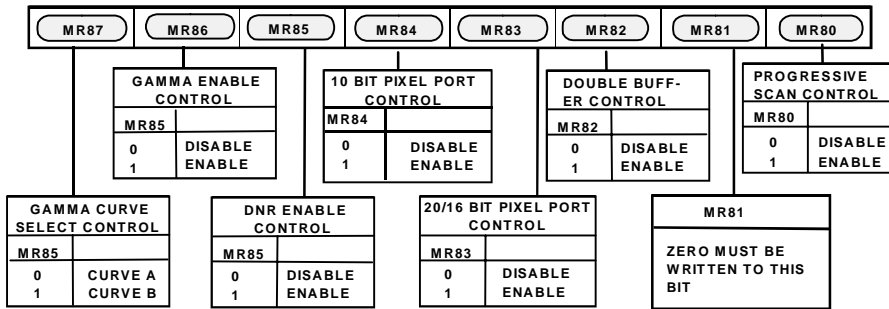 MR87 MR86 MR85 MR84 MR83 MR82 MR81 MR80
GAMMA ENABLE
CONTROL
MR85
0 DISABLE
1 ENABLE
10 BIT PIXEL PORT
CONTROL
MR84
0 DISABLE
1 ENABLE
DOUBLE BUFF-
ER CONTROL
MR82
0 DISABLE
1 ENABLE
PROGRESSIVE
SCAN CONTROL
MR80
0 DISABLE
1 ENABLE
GAMMA CURVE
SELECT CONTROL
MR85
0 CURVE A
1 CURVE B
DNR ENABLE
CONTROL
MR85
0 DISABLE
1 ENABLE
20/16 BIT PIXEL PORT
CONTROL
MR83
0 DISABLE
1 ENABLE
MR81
ZERO MUST BE
WRITTEN TO THIS
BIT